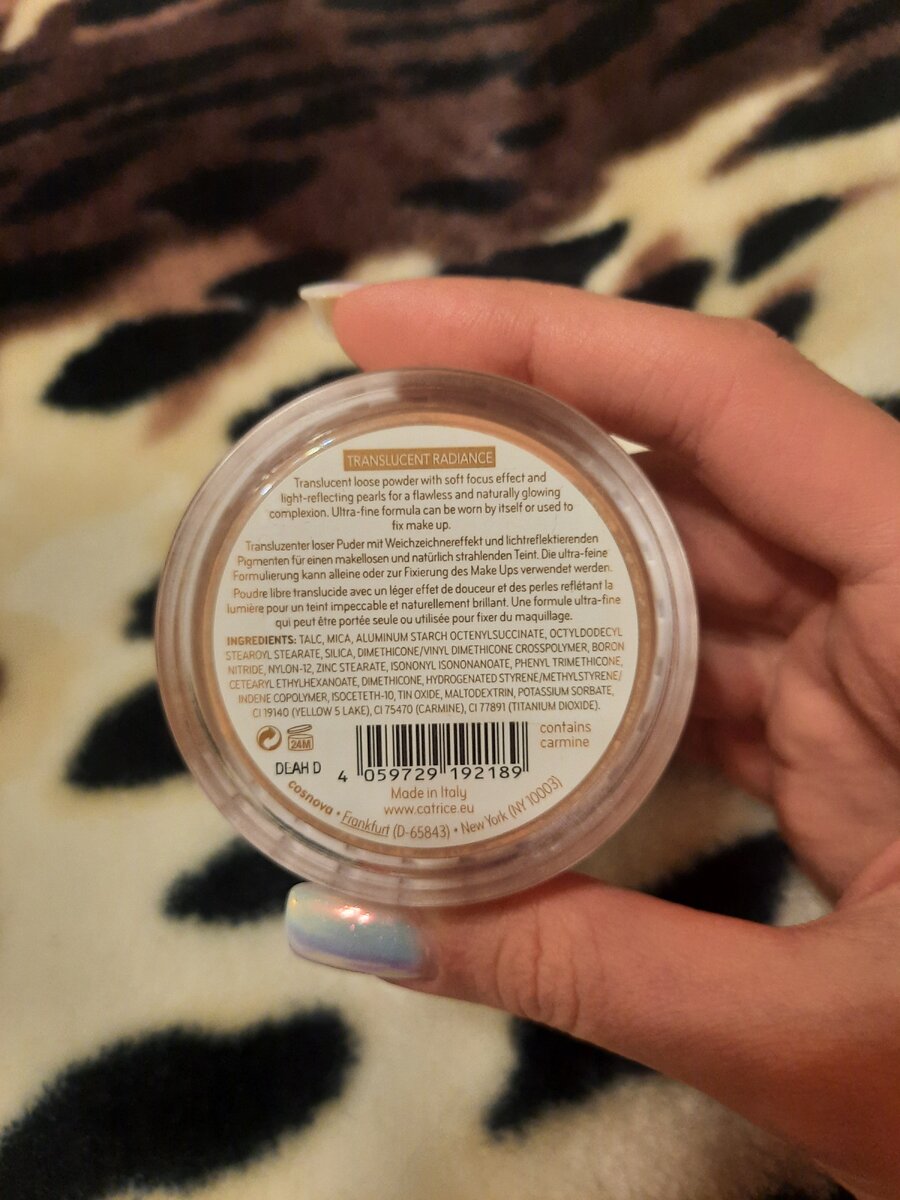 TRANSLUCENT RADIANCE
Translucent loose powder with soft focus effect and
light-reflecting pearls for a flawless and naturally glowing
complexion. Ultra-fine formula can be worn by itself or used to
fix make up.
Transluzenter loser Puder mit Weichzeichnereffekt und lichtreflektierenden
Pigmenten für einen makellosen und natürlich strahlenden Teint. Die ultra-feine
Formulierung kann alleine oder zur Fixierung des Make Ups verwendet werden.
Poudre libre translucide avec un léger effet de douceur et des perles reflétant la
lumière pour un teint impeccable et naturellement brillant. Une formule ultra-fine
qui peut être portée seule ou utilisée pour fixer du maquillage.
INGREDIENTS: TALC, MICA, ALUMINUM STARCH OCTENYLSUCCINATE, OCTYLDODECYL
STEAROYL STEARATE, SILICA, DIMETHICONE/VINYL DIMETHICONE CROSSPOLYMER, BORON
NITRIDE, NYLON-12, ZINC STEARATE, ISONONYL ISONONANOATE, PHENYL TRIMETHICONE,
CETEARYL ETHYLHEXANOATE, DIMETHICONE, HYDROGENATED STYRENE/METHYLSTYRENE/
INDENE COPOLYMER, ISOCETETH-10, TIN OXIDE, MALTODEXTRIN, POTASSIUM SORBATE,
CI 19140 (YELLOW 5 LAKE), CI 75470 (CARMINE), CI 77891 (TITANIUM DIOXIDE).
contains
carmine
24M
DEAH D
4 059729 192189
Made in Italy
www.catrice.eu
cosnova • Frankfurt (D-65843) • New York (NY 10003)